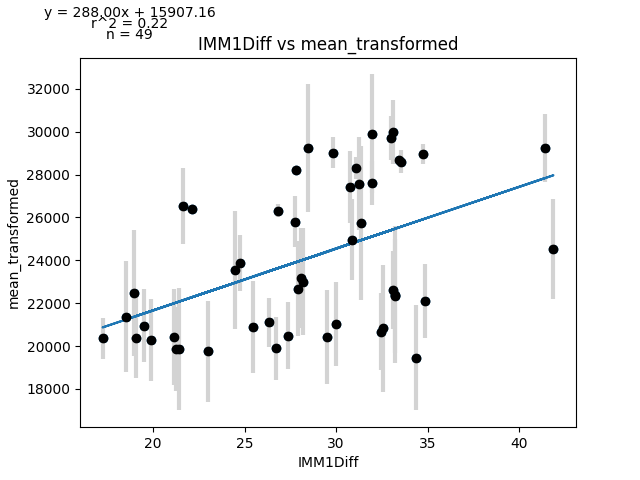 y = 288.00x + 15907.16
r^2 = 0.22
n = 49
IMM1Diff vs mean_transformed
mean_transformed
32000
30000
28000
26000
24000
22000
20000
18000
20 25 30 35 40
IMM1Diff